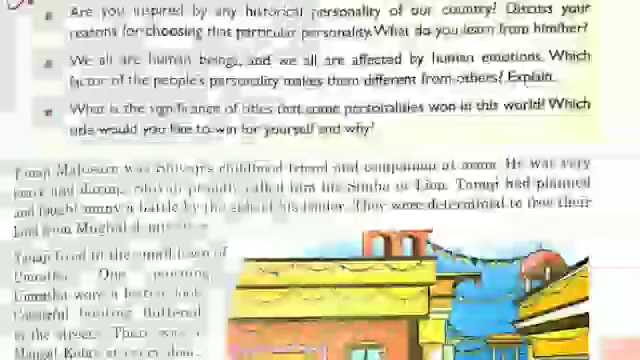 Are you inspired by any historical personality of our country? Discuss your
reasons for choosing that particular personality. What do you learn from him/her?
We all are human beings, and we all are affected by human emotions. Which
factor of the people's personality makes them different from others? Explain.
What is the significance of titles that some personalities won in this world? Which
title would you like to win for yourself and why?
Tanaji Malusare was Shivaji's childhood friend and companion at arms. He was very
brave and daring. Shivaji proudly called him his Simha or Lion. Tanaji had planned
and fought many a battle by the side of his leader. They were determined to free their
land from Mughal
Tanaji lived in the small town of
Umratha. One morning,
Umratha wore a festive look.
Colourful bunting fluttered
in the streets. There was a
Mangal Kalash at every door.